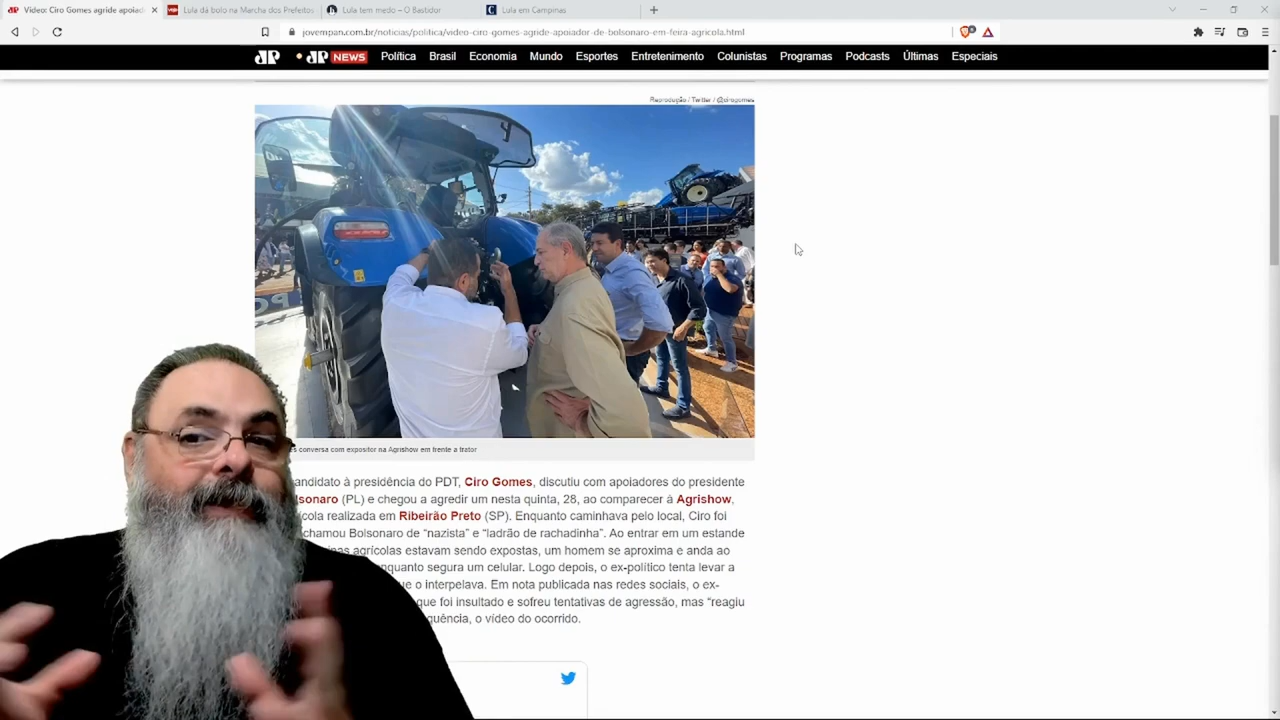 Vídeo: Ciro Gomes agride apoiad
Lula dá bolo na Marcha dos Prefeitos
Lula tem medo – O Bastidor
Lula em Campinas
jovempan.com.br/noticias/politica/video-ciro-gomes-agride-apoiador-de-bolsonaro-em-feira-agricola.html
JP
JP NEWS
Política
Brasil
Economia
Mundo
Esportes
Entretenimento
Colunistas
Programas
Podcasts
Últimas
Especiais
Reprodução / Twitter / @cirogomes
es conversa com expositor na Agrishow em frente a trator
andidato à presidência do PDT, Ciro Gomes, discutiu com apoiadores do presidente
lsonaro (PL) e chegou a agredir um nesta quinta, 28, ao comparecer à Agrishow,
cola realizada em Ribeirão Preto (SP). Enquanto caminhava pelo local, Ciro foi
chamou Bolsonaro de “nazista” e “ladrão de rachadinha”. Ao entrar em um estande
inas agrícolas estavam sendo expostas, um homem se aproxima e anda ao
enquanto segura um celular. Logo depois, o ex-político tenta levar a
que o interpelava. Em nota publicada nas redes sociais, o ex-
que foi insultado e sofreu tentativas de agressão, mas “reagiu
quência, o vídeo do ocorrido.